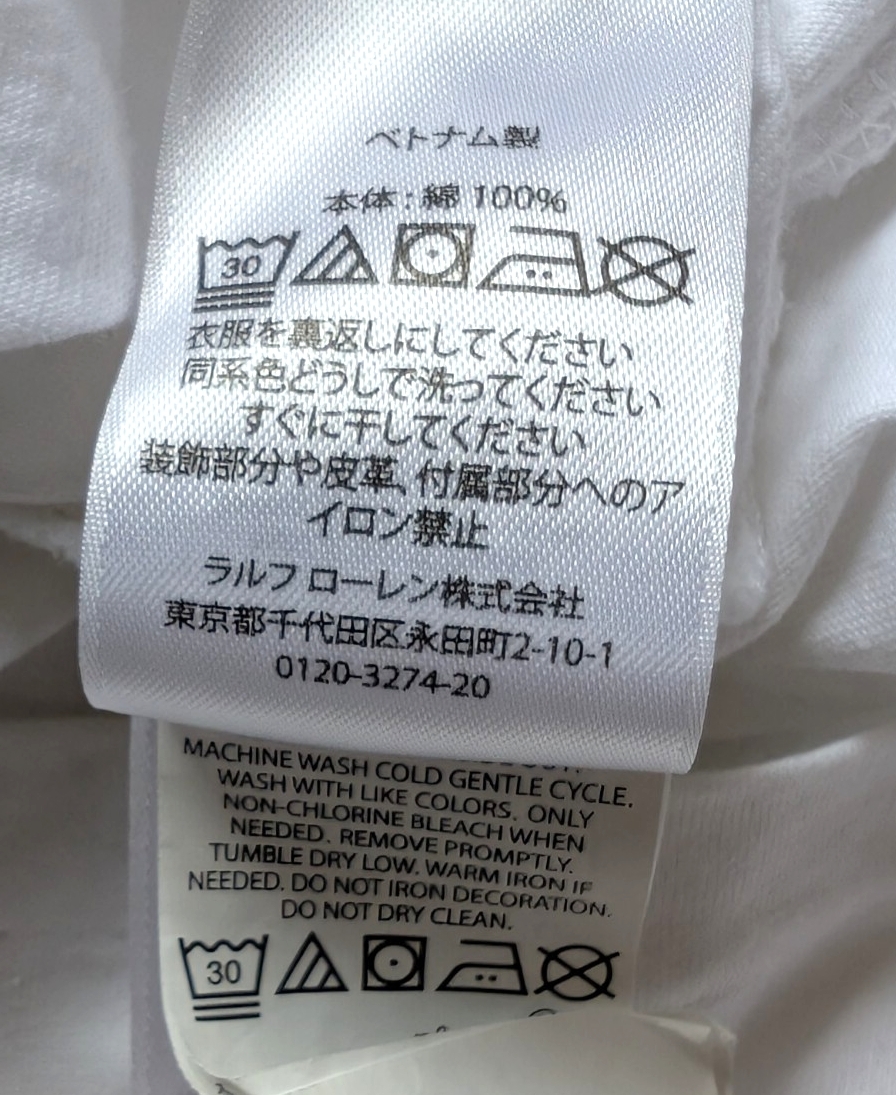 ベトナム製
本体 : 綿 100%
30
衣服を裏返しにしてください
同系色どうしで洗ってください
すぐに干してください
装飾部分や皮革、付属部分へのア
イロン禁止
ラルフ ローレン株式会社
東京都千代田区永田町2-10-1
0120-3274-20
MACHINE WASH COLD GENTLE CYCLE.
WASH WITH LIKE COLORS. ONLY
NON-CHLORINE BLEACH WHEN
NEEDED. REMOVE PROMPTLY.
TUMBLE DRY LOW. WARM IRON IF
NEEDED. DO NOT IRON DECORATION.
DO NOT DRY CLEAN.
30